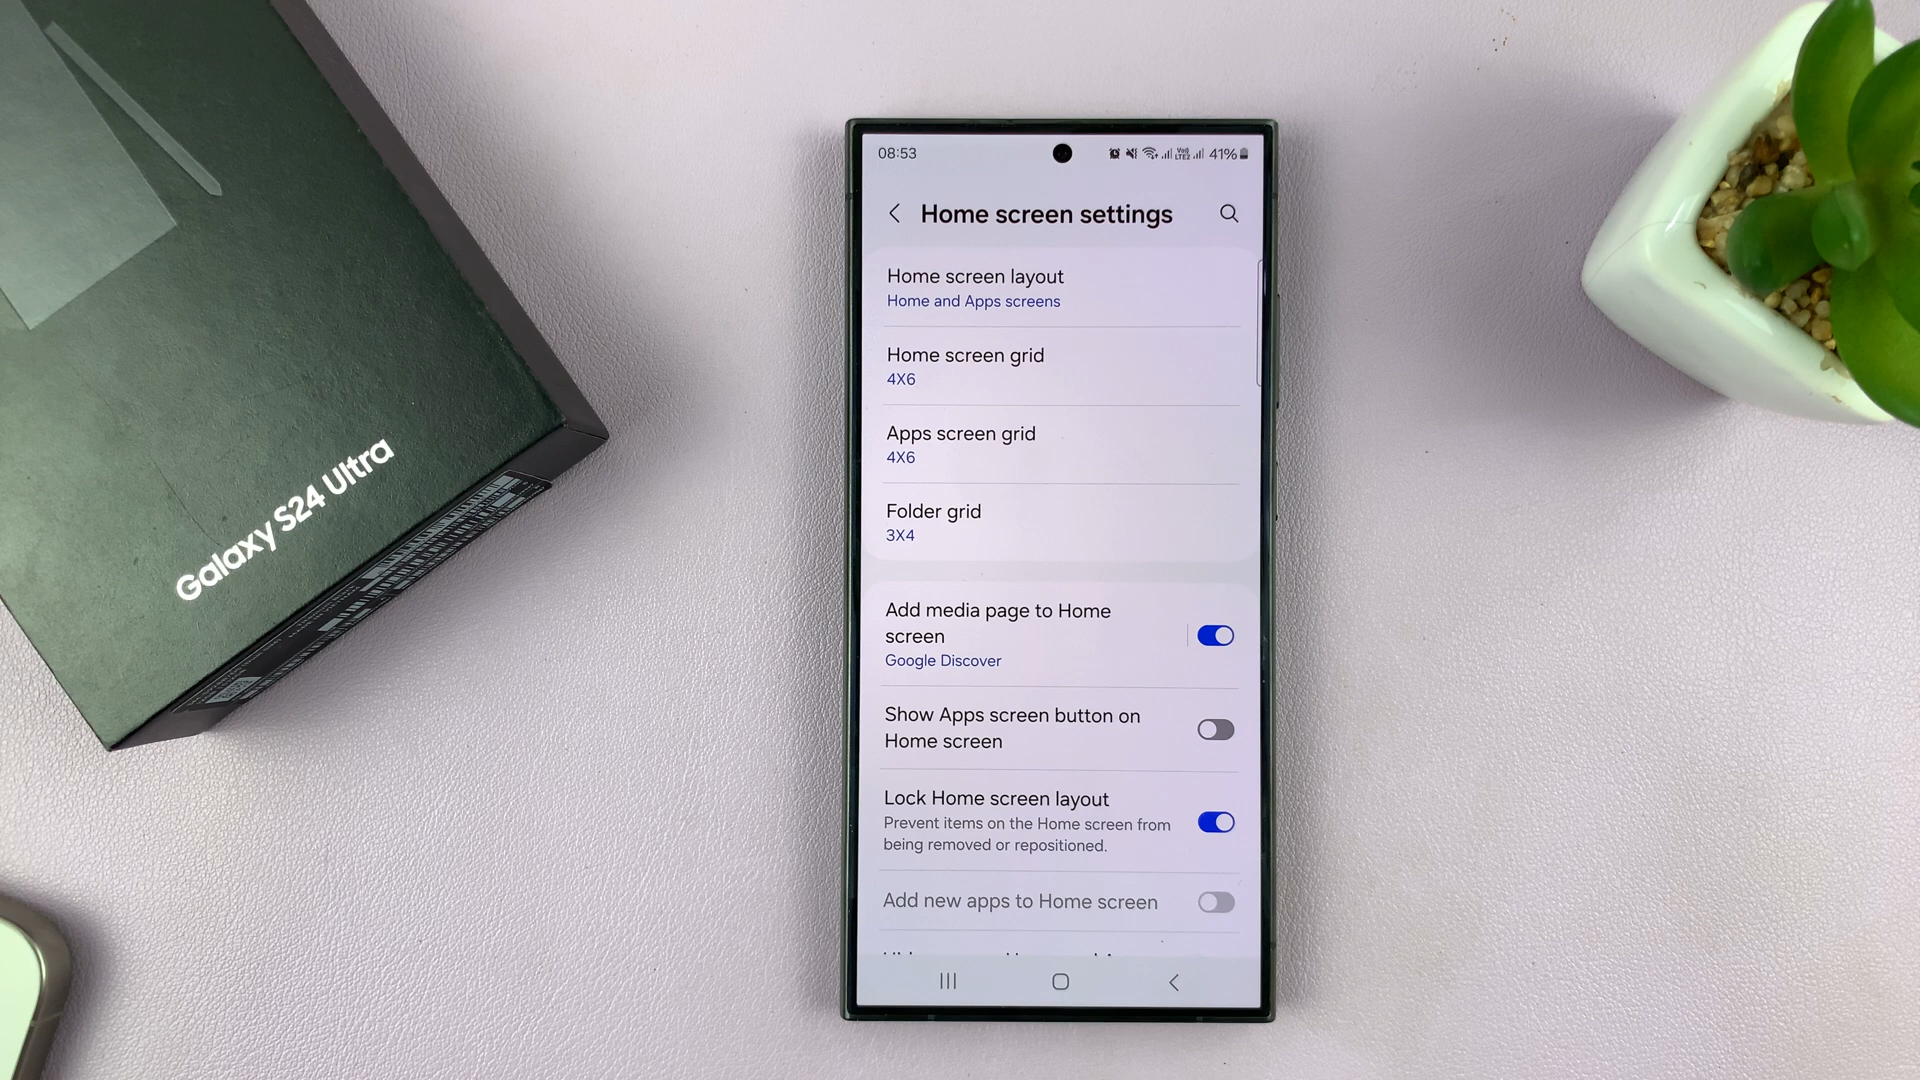 Galaxy S24 Ultra
08:53
41%
Home screen settings
Home screen layout
Home and Apps screens
Home screen grid
4X6
Apps screen grid
4X6
Folder grid
3X4
Add media page to Home
screen
Google Discover
Show Apps screen button on
Home screen
Lock Home screen layout
Prevent items on the Home screen from
being removed or repositioned.
Add new apps to Home screen